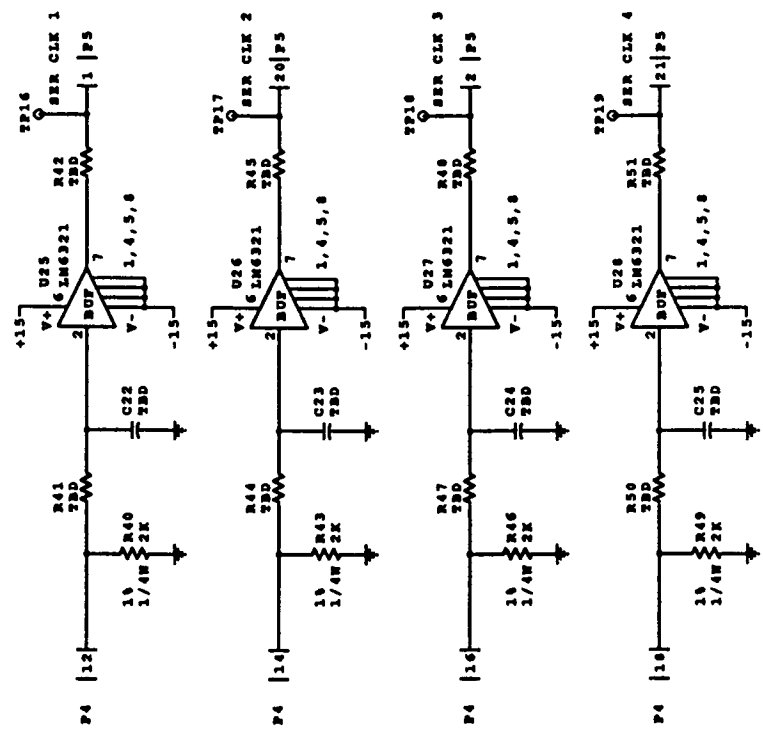 TP16
SER CLK 1
+15
V+
6
U25
LM6321
R42
TBD
R41
TBD
P4
12
2
BUF
7
1
P5
1%
1/4W
R40
2K
C22
TBD
V-
1,4,5,8
-15
TP17
SER CLK 2
+15
V+
6
U26
LM6321
R45
TBD
R44
TBD
P4
14
2
BUF
7
20
P5
1%
1/4W
R43
2K
C23
TBD
V-
1,4,5,8
-15
TP18
SER CLK 3
+15
V+
6
U27
LM6321
R48
TBD
R47
TBD
P4
16
2
BUF
7
2
P5
1%
1/4W
R46
2K
C24
TBD
V-
1,4,5,8
-15
TP19
SER CLK 4
+15
V+
6
U28
LM6321
R51
TBD
R50
TBD
P4
18
2
BUF
7
21
P5
1%
1/4W
R49
2K
C25
TBD
V-
1,4,5,8
-15